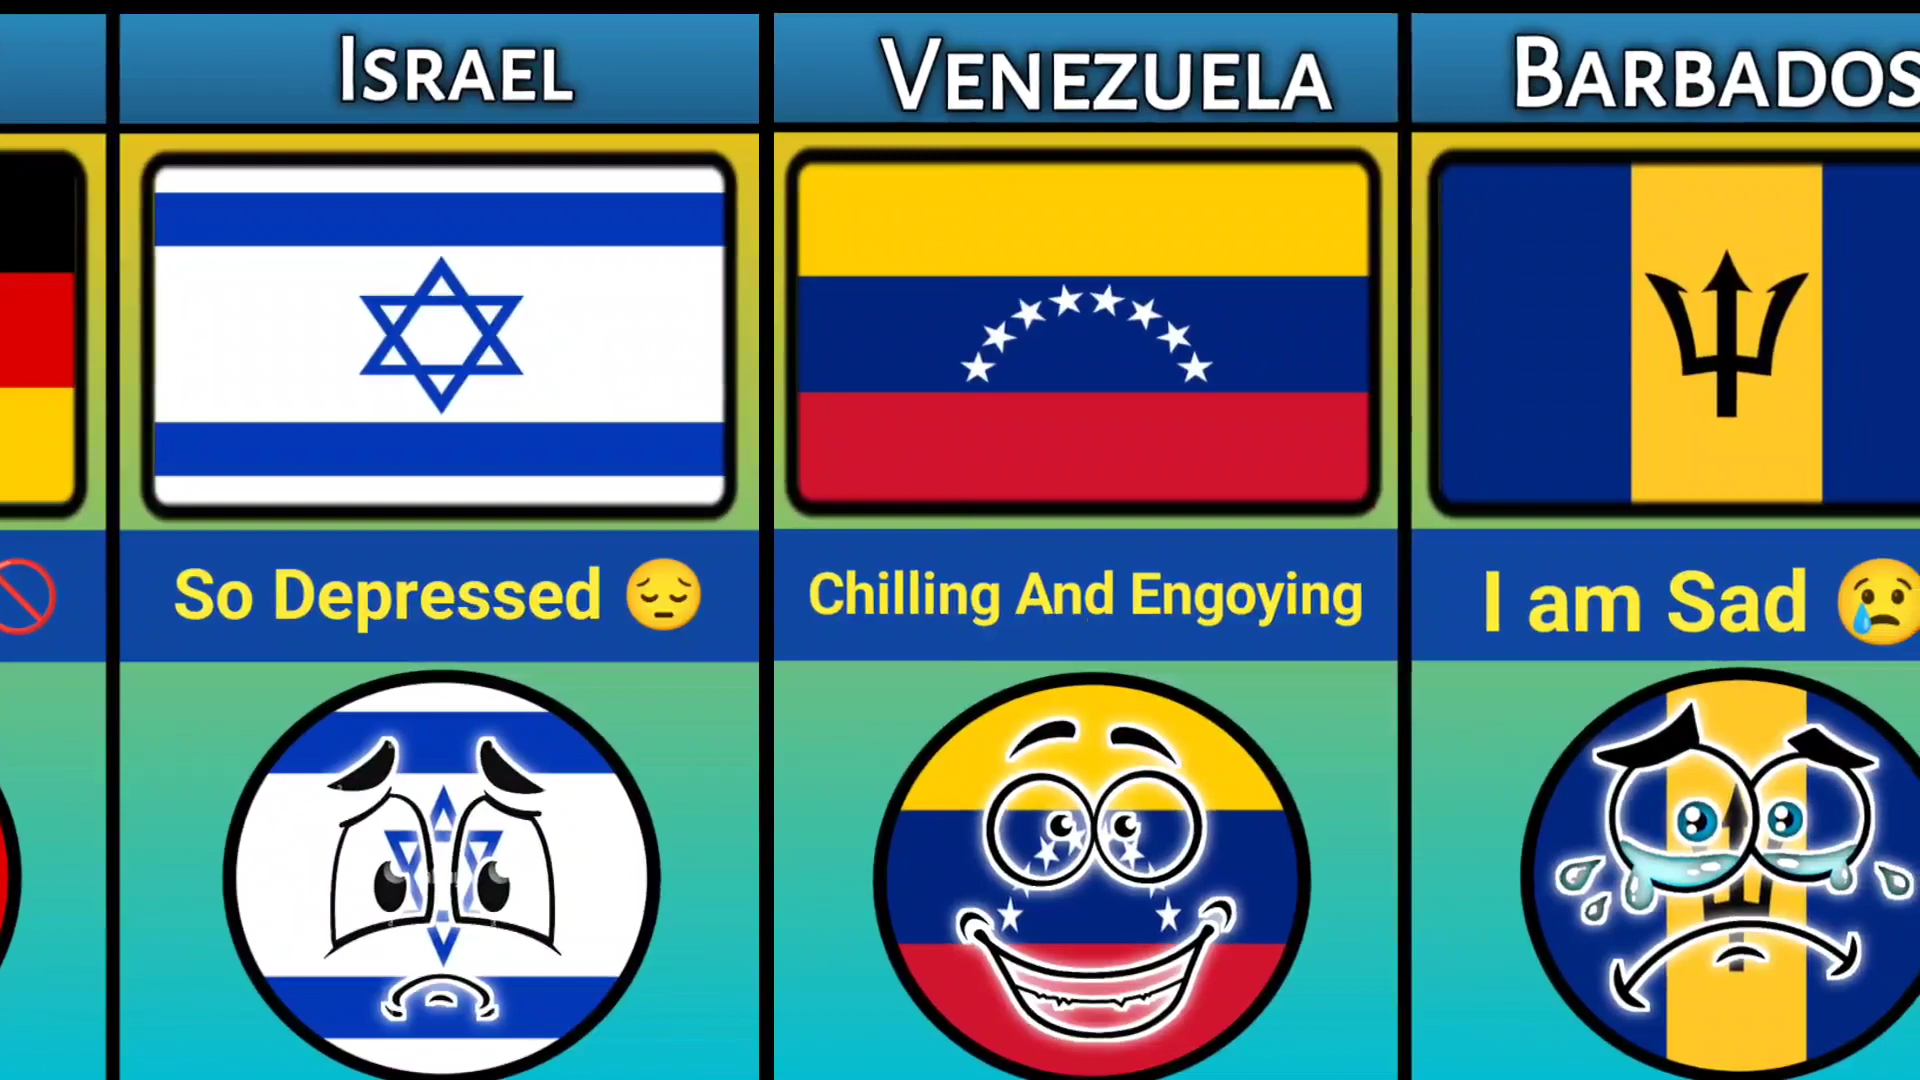 ISRAEL
VENEZUELA
BARBADOS
So Depressed 😔
Chilling And Engoying
I am Sad 😢